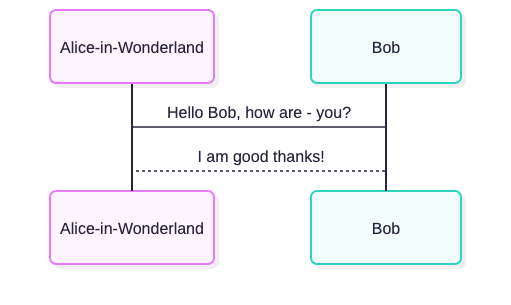 Alice-in-Wonderland
Bob
Hello Bob, how are - you?
I am good thanks!
Alice-in-Wonderland
Bob